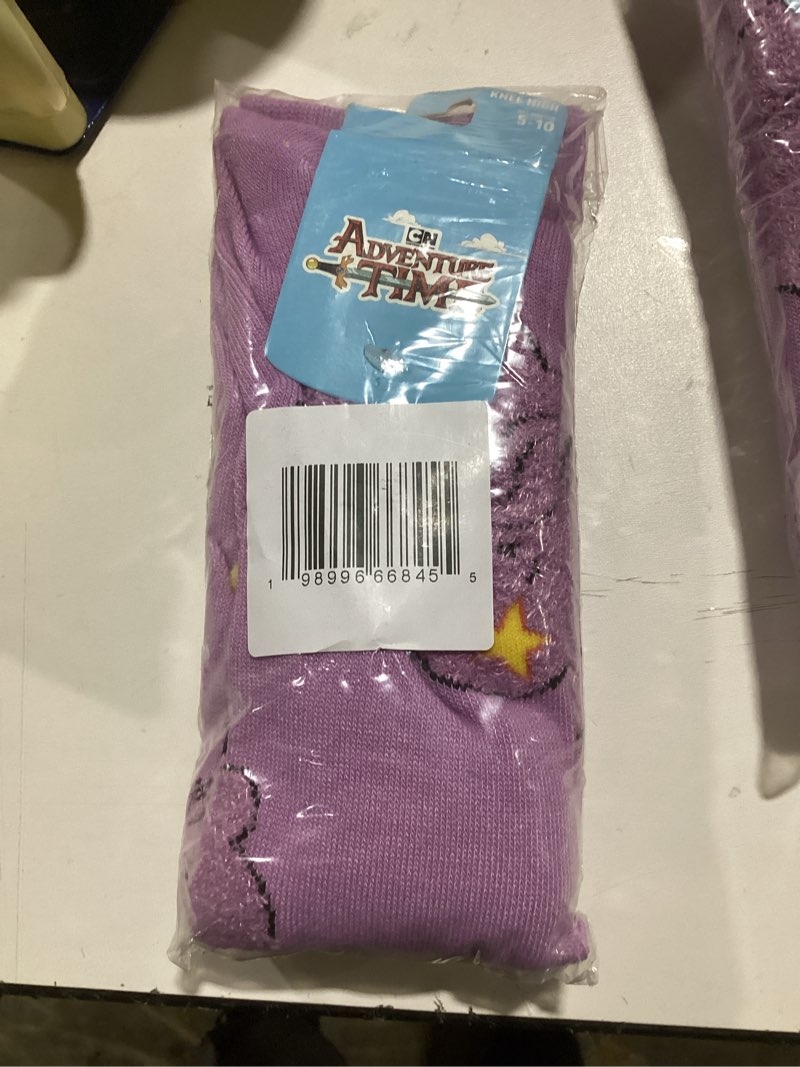 KNEE HIGH
5-10
CN
ADVENTURE
TIME
1 98996 66845 5